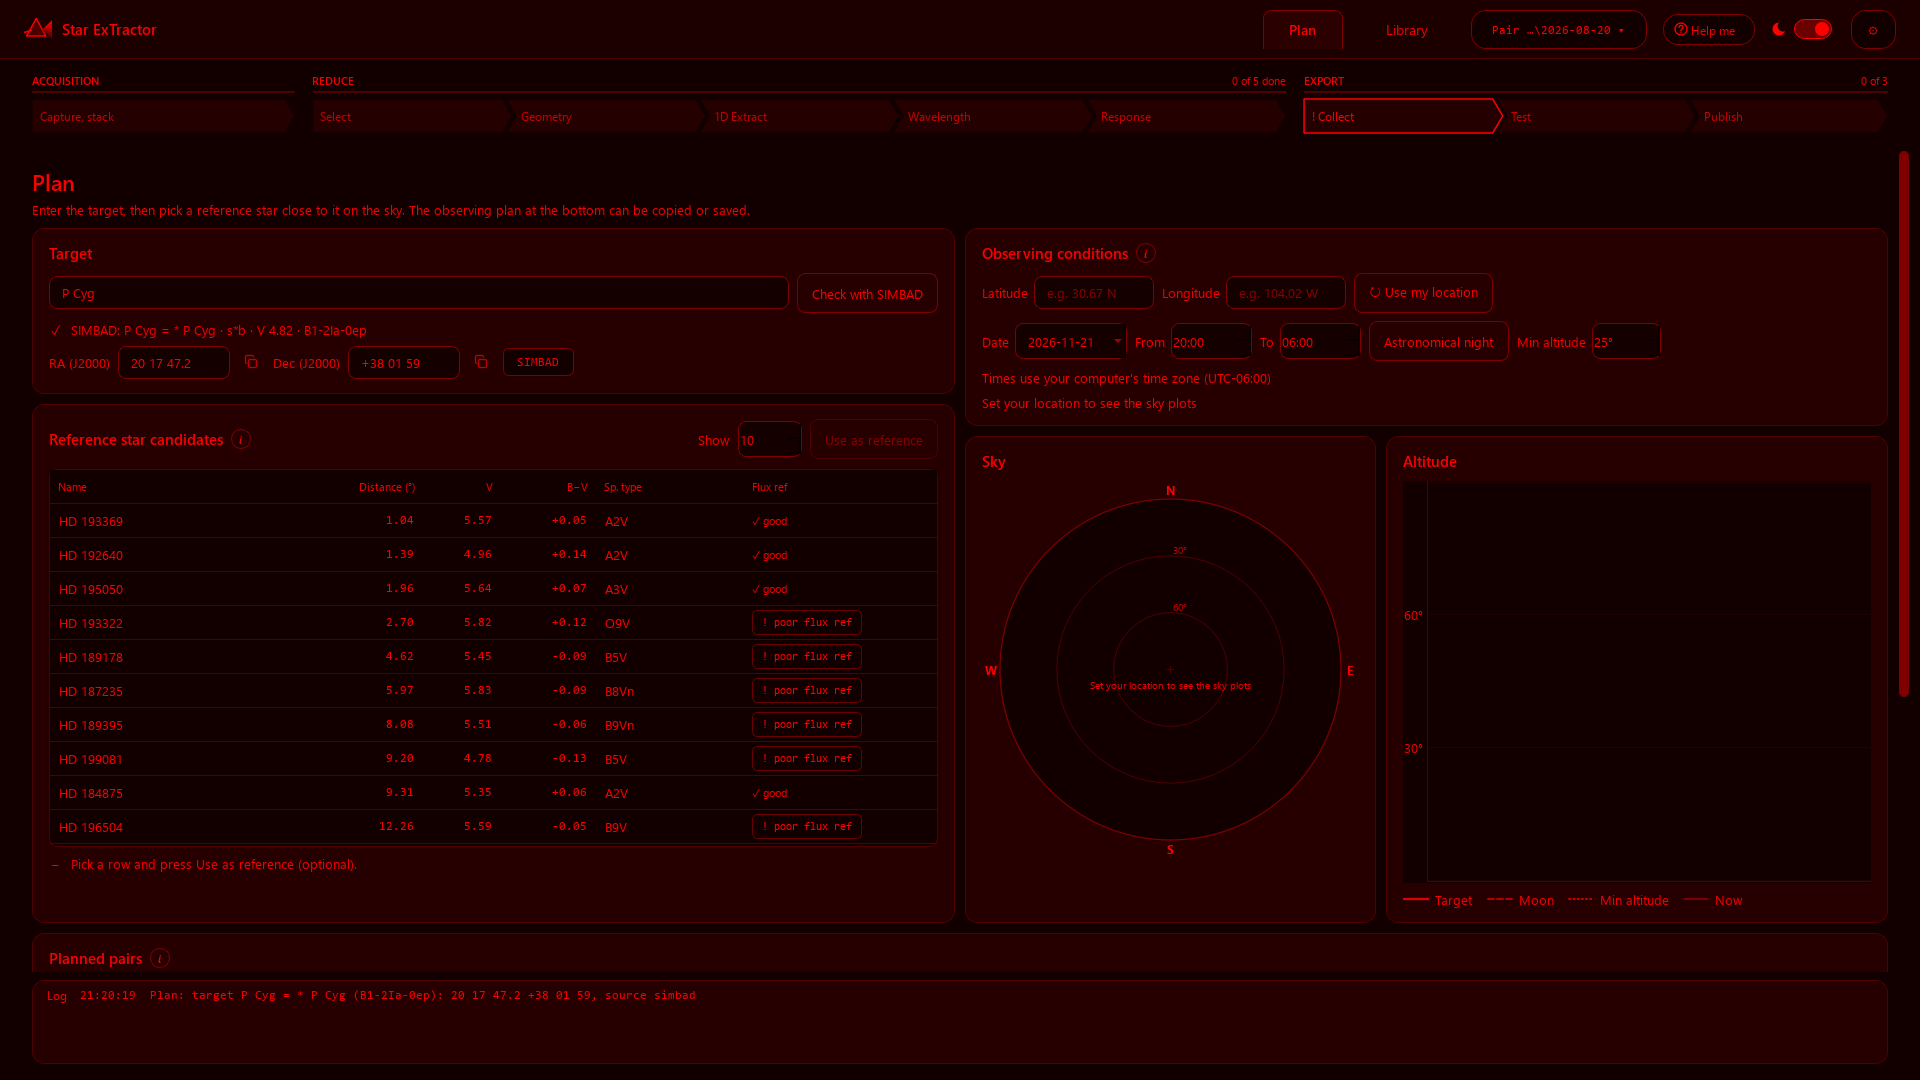 Star ExTractor
Plan
Library
Pair …\2026-08-20
Help me
ACQUISITION
REDUCE
0 of 5 done
EXPORT
0 of 3
Capture, stack
Select
Geometry
1D Extract
Wavelength
Response
! Collect
Test
Publish
Plan
Enter the target, then pick a reference star close to it on the sky. The observing plan at the bottom can be copied or saved.
Target
P Cyg
Check with SIMBAD
✓ SIMBAD: P Cyg = * P Cyg · s*b · V 4.82 · B1-2Ia-0ep
RA (J2000) 20 17 47.2 Dec (J2000) +38 01 59 SIMBAD
Reference star candidates i
Show 10 Use as reference
Name Distance (°) V B−V Sp. type Flux ref
HD 193369 1.04 5.57 +0.05 A2V ✓ good
HD 192640 1.39 4.96 +0.14 A2V ✓ good
HD 195050 1.96 5.64 +0.07 A3V ✓ good
HD 193322 2.70 5.82 +0.12 O9V ! poor flux ref
HD 189178 4.62 5.45 -0.09 B5V ! poor flux ref
HD 187235 5.97 5.83 -0.09 B8Vn ! poor flux ref
HD 189395 8.08 5.51 -0.06 B9Vn ! poor flux ref
HD 199081 9.20 4.78 -0.13 B5V ! poor flux ref
HD 184875 9.31 5.35 +0.06 A2V ✓ good
HD 196504 12.26 5.59 -0.05 B9V ! poor flux ref
– Pick a row and press Use as reference (optional).
Observing conditions i
Latitude e.g. 30.67 N Longitude e.g. 104.02 W Use my location
Date 2026-11-21 From 20:00 To 06:00 Astronomical night Min altitude 25°
Times use your computer's time zone (UTC-06:00)
Set your location to see the sky plots
Sky
N
30°
60°
W
E
Set your location to see the sky plots
S
Altitude
60°
30°
Target Moon Min altitude Now
Planned pairs i
Log 21:20:19 Plan: target P Cyg = * P Cyg (B1-2Ia-0ep): 20 17 47.2 +38 01 59, source simbad